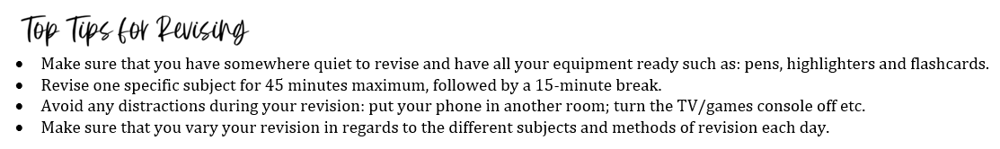 Top Tips for Revising
• Make sure that you have somewhere quiet to revise and have all your equipment ready such as: pens, highlighters and flashcards.
• Revise one specific subject for 45 minutes maximum, followed by a 15-minute break.
• Avoid any distractions during your revision: put your phone in another room; turn the TV/games console off etc.
• Make sure that you vary your revision in regards to the different subjects and methods of revision each day.